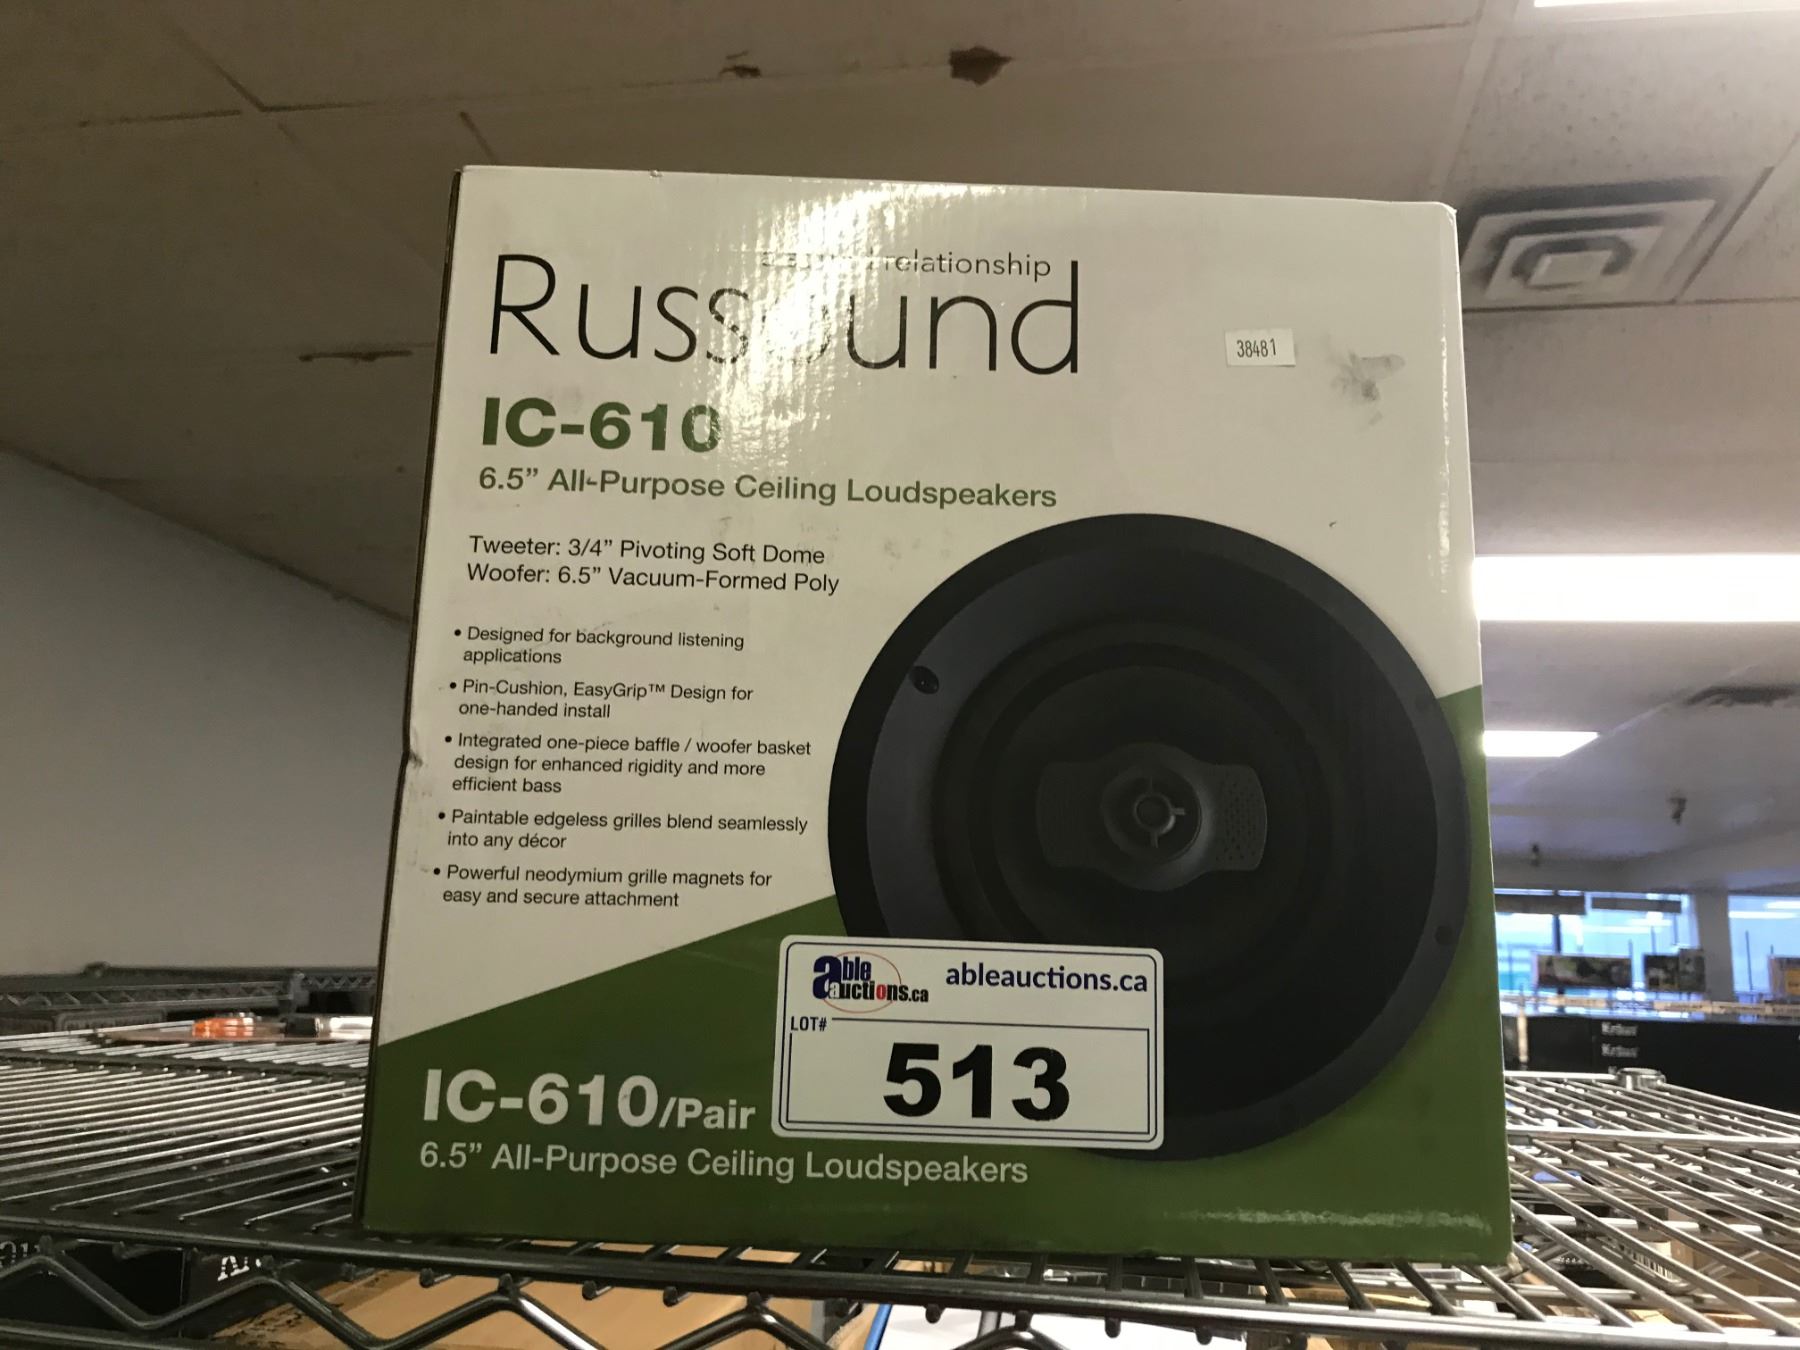 relationship
Russound
38481
IC-610
6.5” All-Purpose Ceiling Loudspeakers
Tweeter: 3/4” Pivoting Soft Dome
Woofer: 6.5” Vacuum-Formed Poly
• Designed for background listening
applications
• Pin-Cushion, EasyGrip™ Design for
one-handed install
• Integrated one-piece baffle / woofer basket
design for enhanced rigidity and more
efficient bass
• Paintable edgeless grilles blend seamlessly
into any décor
• Powerful neodymium grille magnets for
easy and secure attachment
able auctions.ca
ableauctions.ca
LOT#
513
IC-610/Pair
6.5” All-Purpose Ceiling Loudspeakers